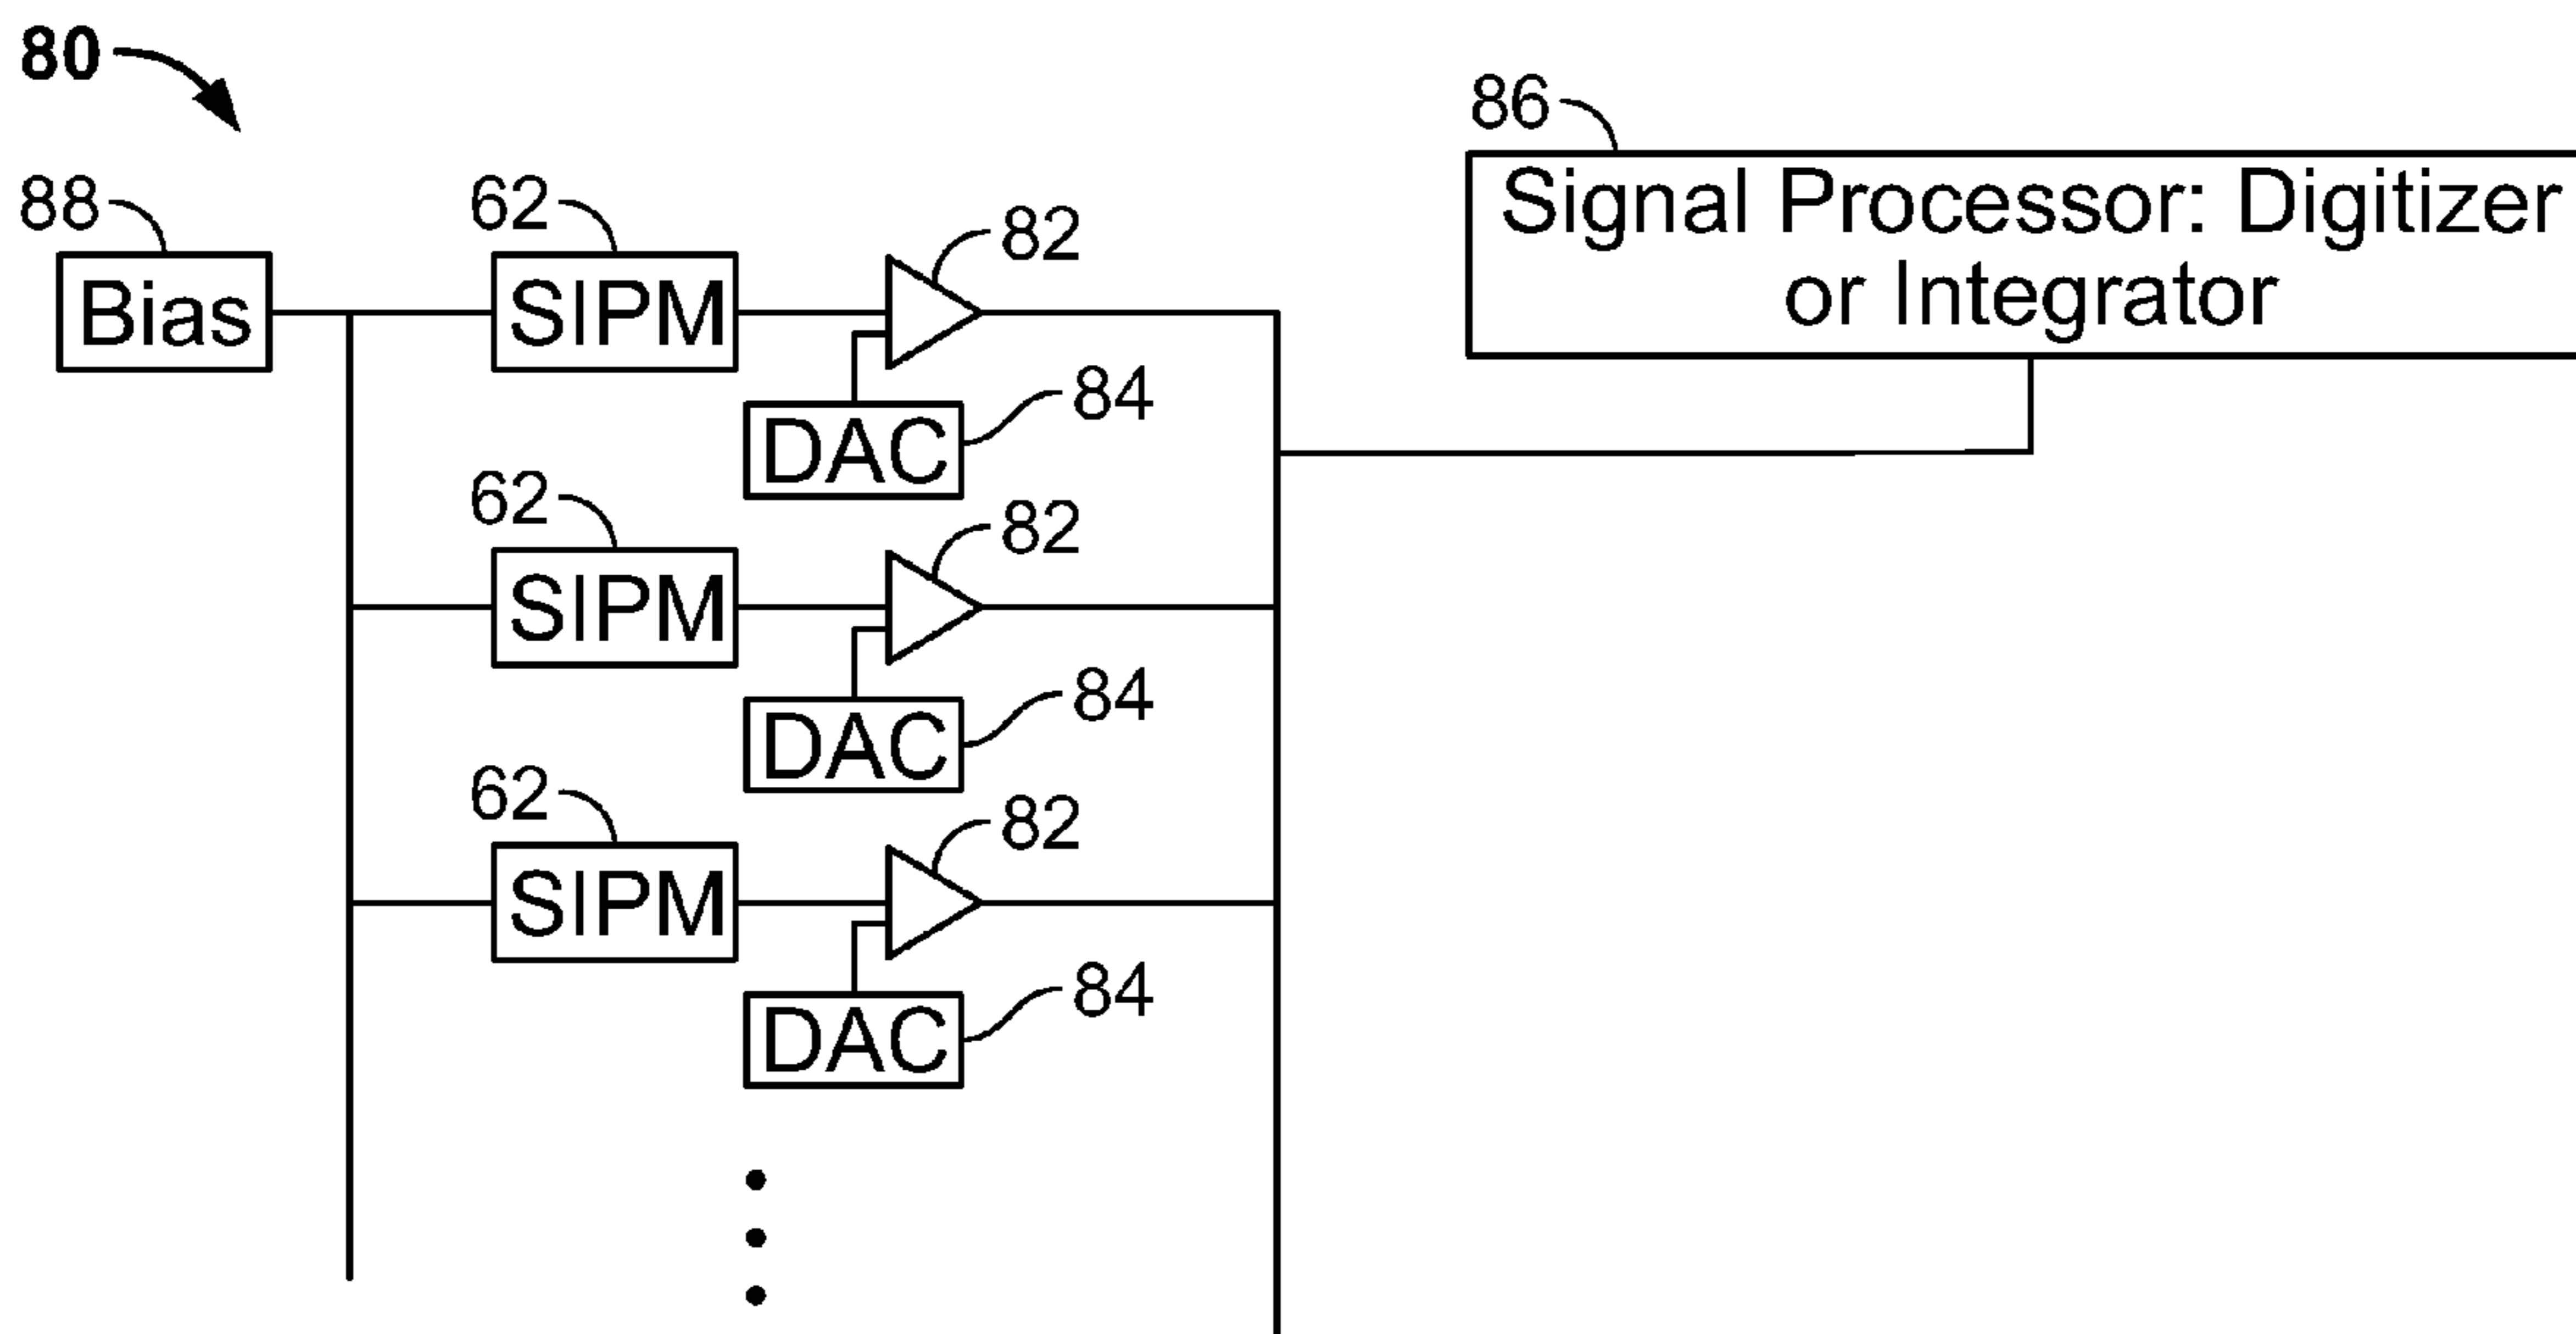 80
86
Signal Processor: Digitizer
or Integrator
88
62
82
Bias
SIPM
84
DAC
62
82
SIPM
84
DAC
62
82
SIPM
84
DAC